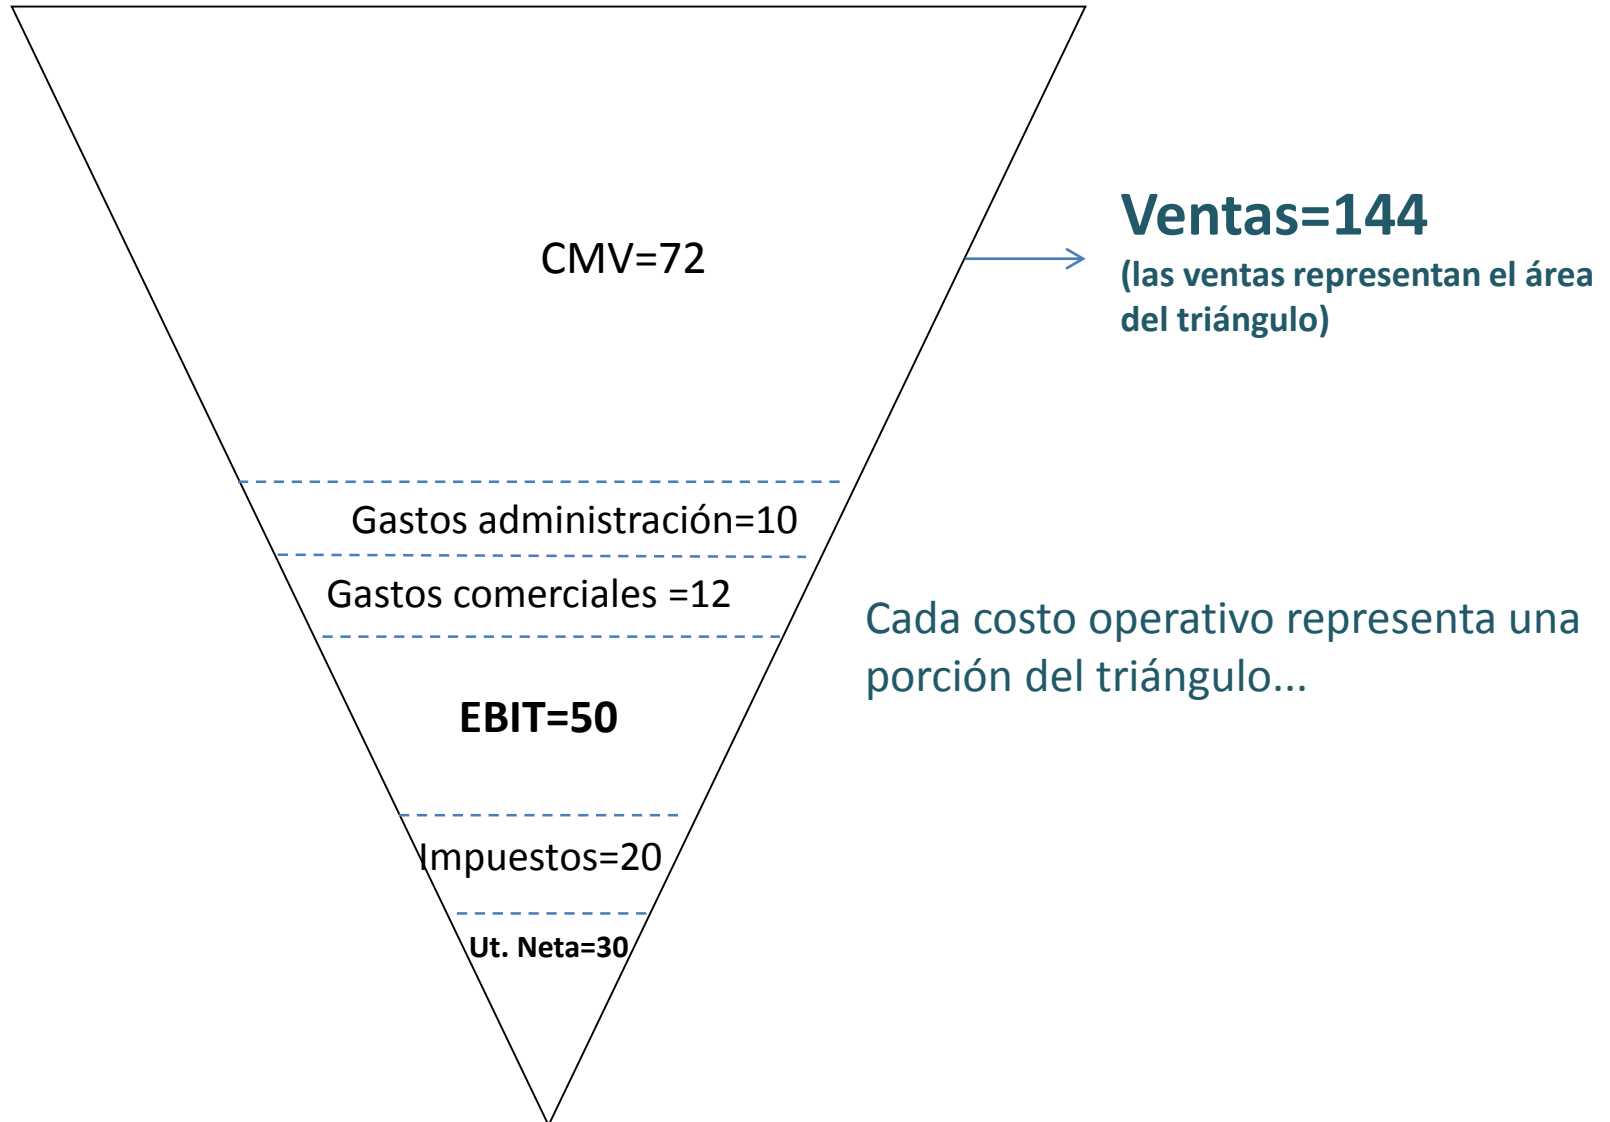 Ventas=144
(las ventas representan el área
del triángulo)
CMV=72
Gastos administración=10
Gastos comerciales =12
Cada costo operativo representa una
porción del triángulo...
EBIT=50
Impuestos=20
Ut. Neta=30